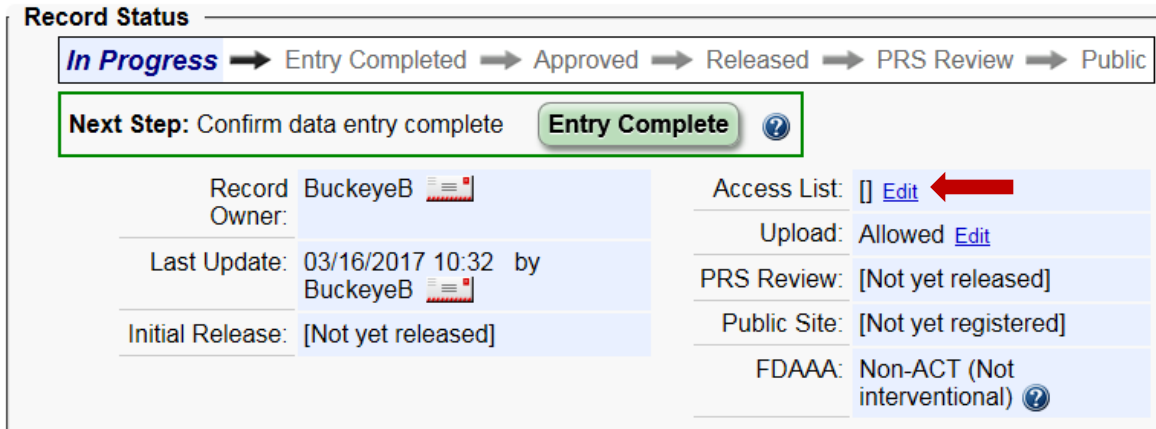 Record Status
In Progress Entry Completed Approved Released PRS Review Public
Next Step: Confirm data entry complete Entry Complete ?
Record Owner: BuckeyeB
Last Update: 03/16/2017 10:32 by
BuckeyeB
Initial Release: [Not yet released]
Access List: [] Edit
Upload: Allowed Edit
PRS Review: [Not yet released]
Public Site: [Not yet registered]
FDAAA: Non-ACT (Not
interventional) ?